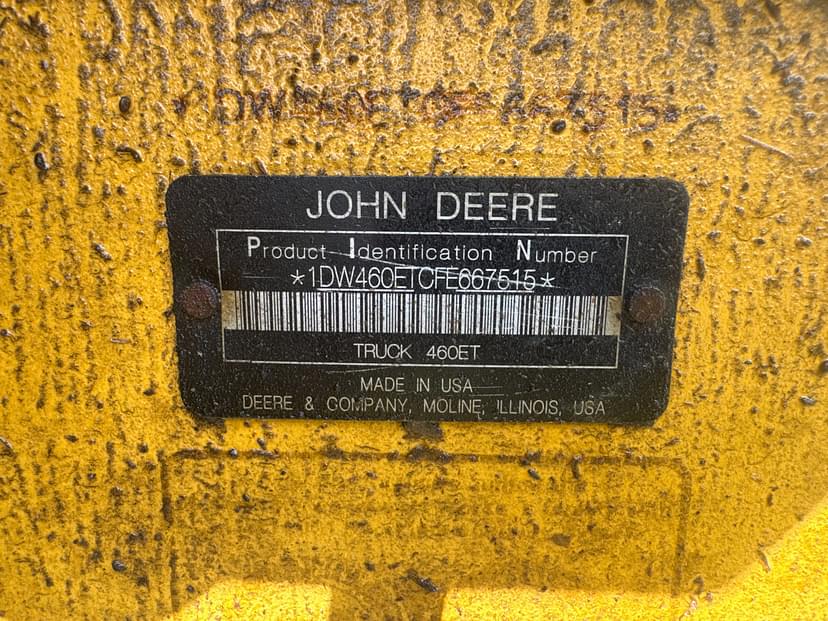 JOHN DEERE
Product Identification Number
*1DW460ETCFE667515*
TRUCK 460ET
MADE IN USA
DEERE & COMPANY, MOLINE, ILLINOIS, USA